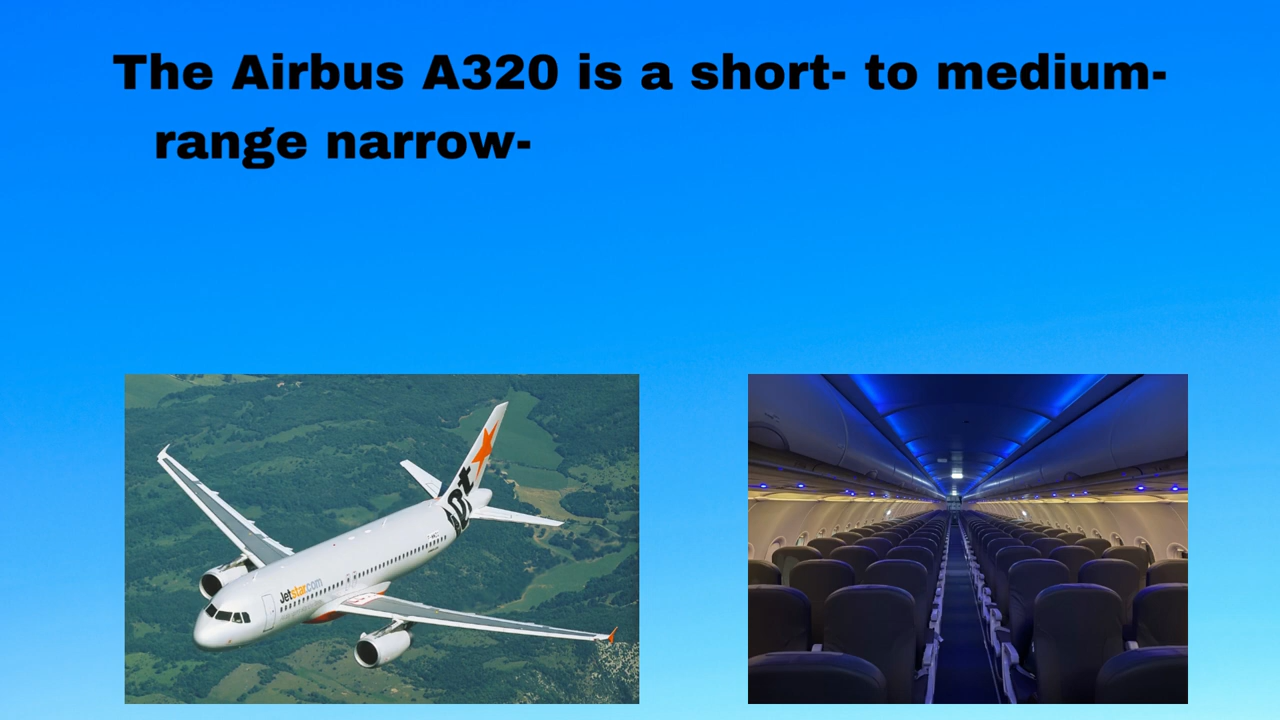 The Airbus A320 is a short- to medium-
range narrow-
Jetstar.com